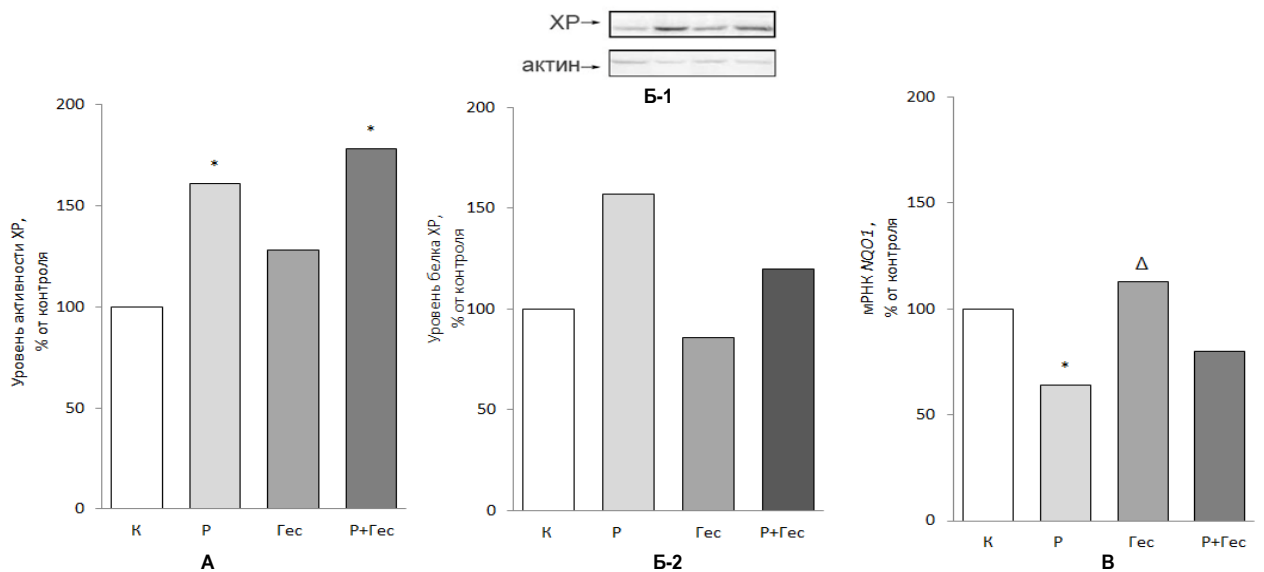 ХР→
актин→
Б-1
Уровень активности ХР,
% от контроля
200
150
100
50
0
*
*
К Р Гес Р+Гес
А
Уровень белка ХР,
% от контроля
200
150
100
50
0
К Р Гес Р+Гес
Б-2
мРНК NQO1,
% от контроля
200
150
100
50
0
*
Δ
К Р Гес Р+Гес
В